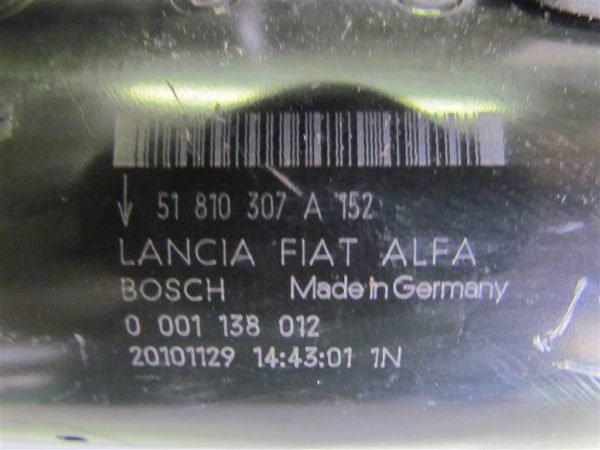 ↓ 51 810 307 A 152
LANCIA FIAT ALFA
BOSCH Made in Germany
0 001 138 012
20101129 14:43:01 1N